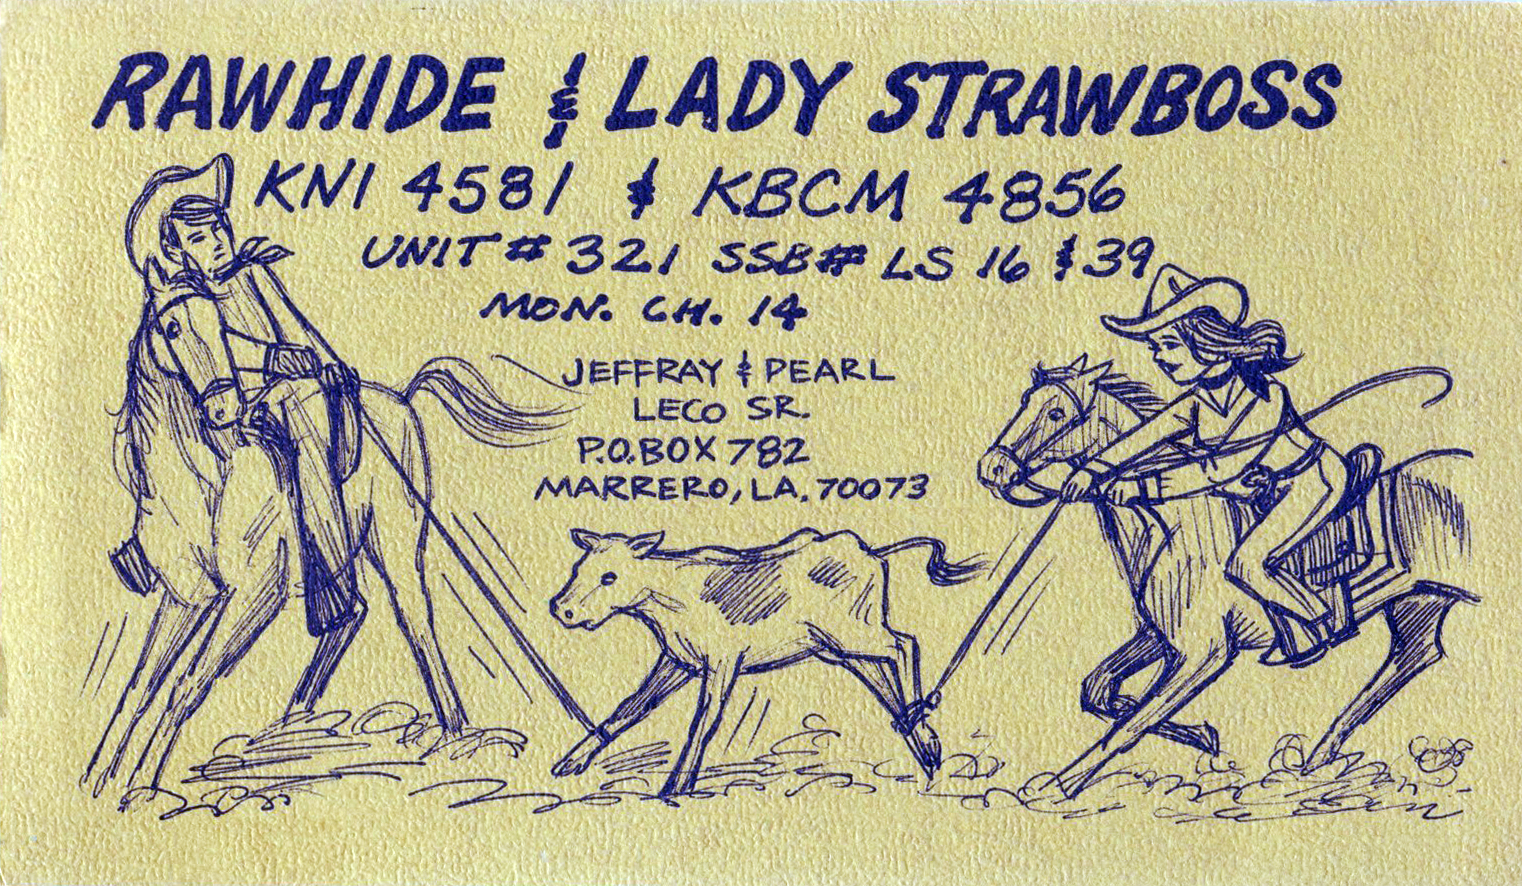 RAWHIDE & LADY STRAWBOSS
KNI 4581 & KBCM 4856
UNIT # 321 SSB# LS 16 & 39
MON. CH. 14
JEFFRAY & PEARL
LECO SR.
P.O.BOX 782
MARRERO, LA. 70073